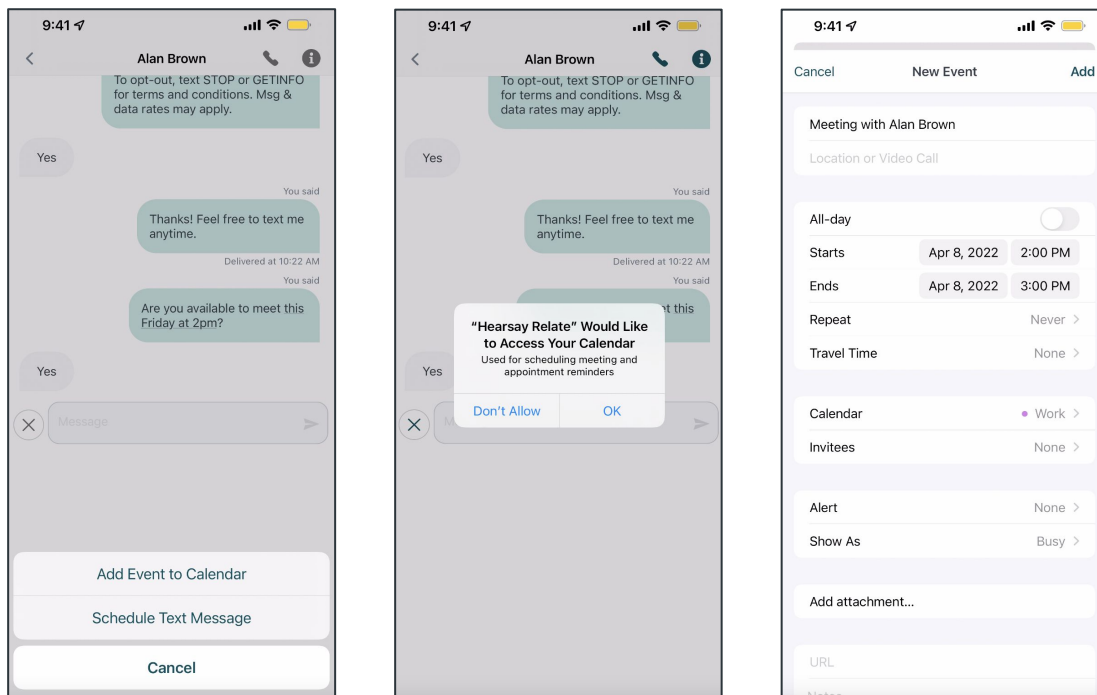 9:41
Alan Brown
To opt-out, text STOP or GETINFO
for terms and conditions. Msg &
data rates may apply.
Yes
You said
Thanks! Feel free to text me
anytime.
Delivered at 10:22 AM
You said
Are you available to meet this
Friday at 2pm?
Yes
Message
Add Event to Calendar
Schedule Text Message
Cancel
9:41
Alan Brown
To opt-out, text STOP or GETINFO
for terms and conditions. Msg &
data rates may apply.
Yes
You said
Thanks! Feel free to text me
anytime.
Delivered at 10:22 AM
You said
et this
"Hearsay Relate" Would Like
to Access Your Calendar
Used for scheduling meeting and
appointment reminders
Yes
Don't Allow OK
M
9:41
Cancel New Event Add
Meeting with Alan Brown
Location or Video Call
All-day
Starts Apr 8, 2022 2:00 PM
Ends Apr 8, 2022 3:00 PM
Repeat Never
Travel Time None
Calendar Work
Invitees None
Alert None
Show As Busy
Add attachment...
URL
Notes